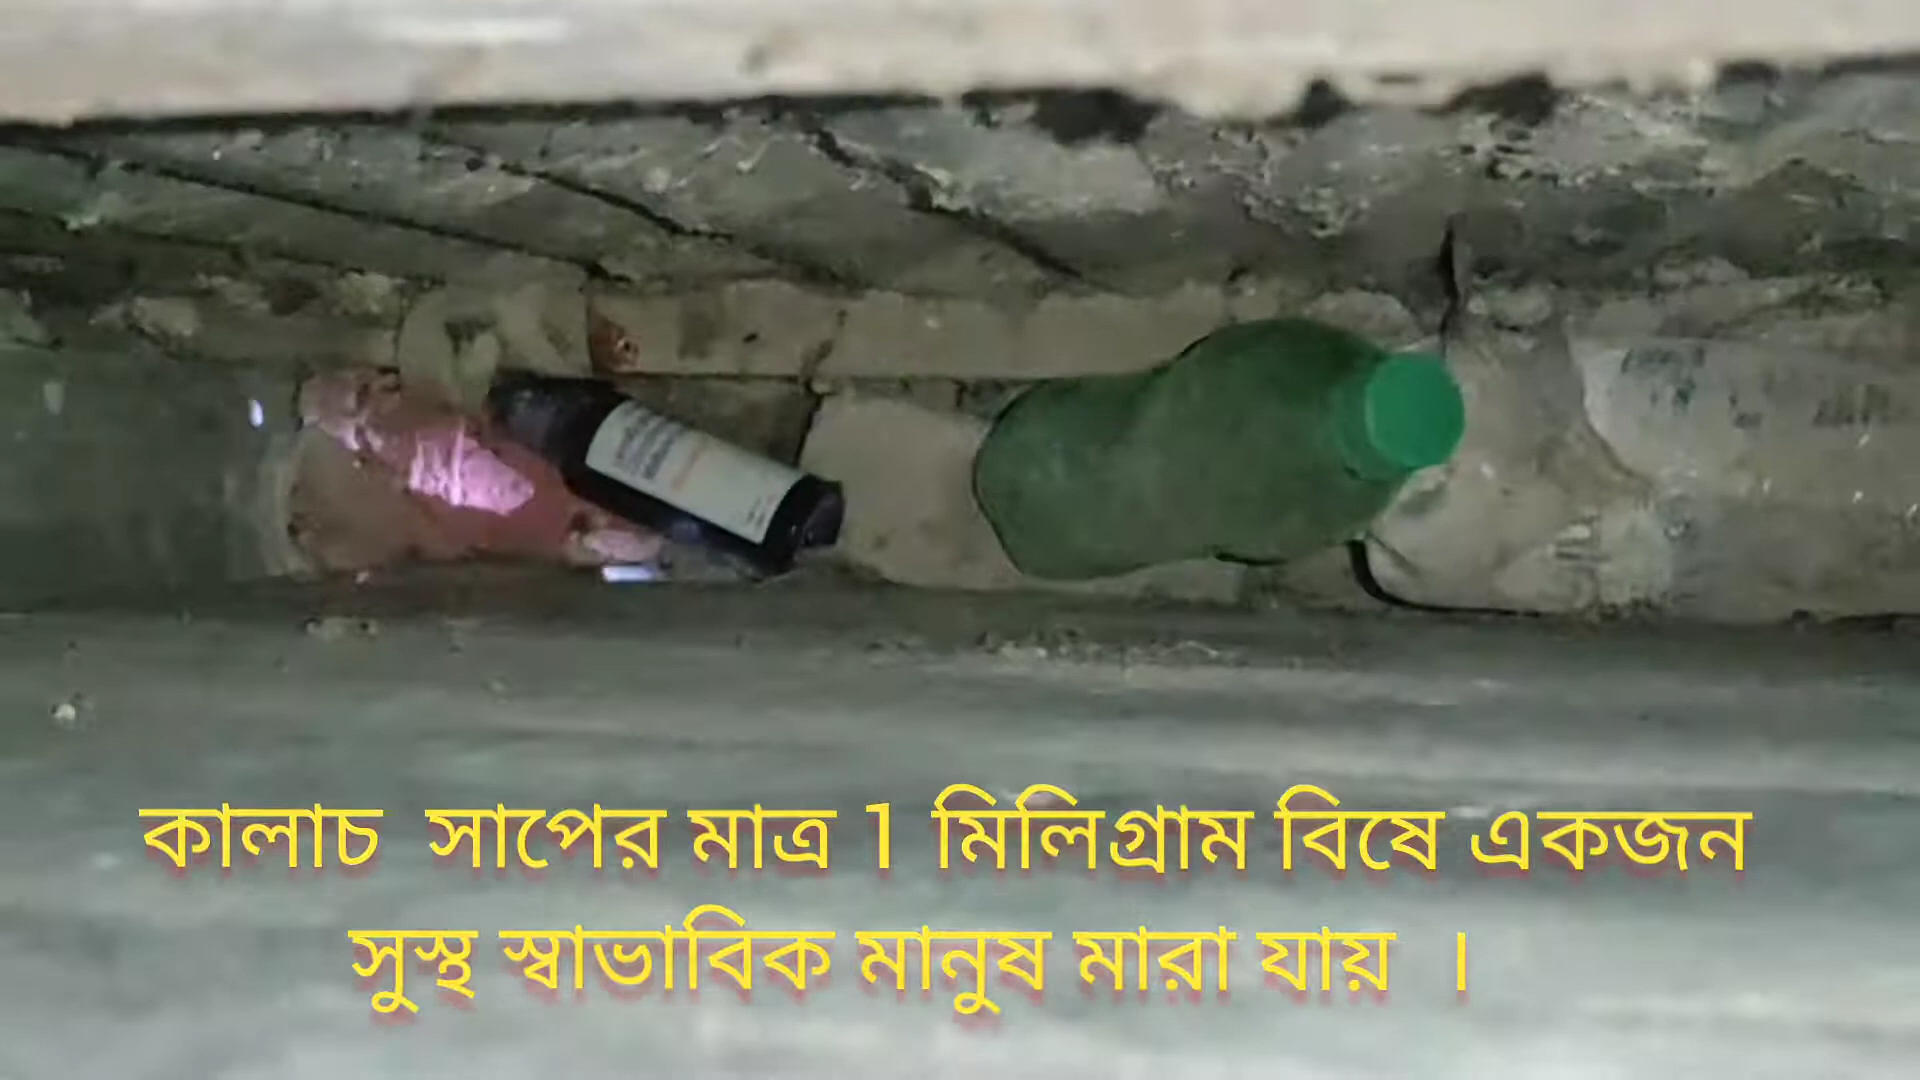 কালাচ সাপের মাত্র 1 মিলিগ্রাম বিষে একজন
সুস্থ স্বাভাবিক মানুষ মারা যায় ।